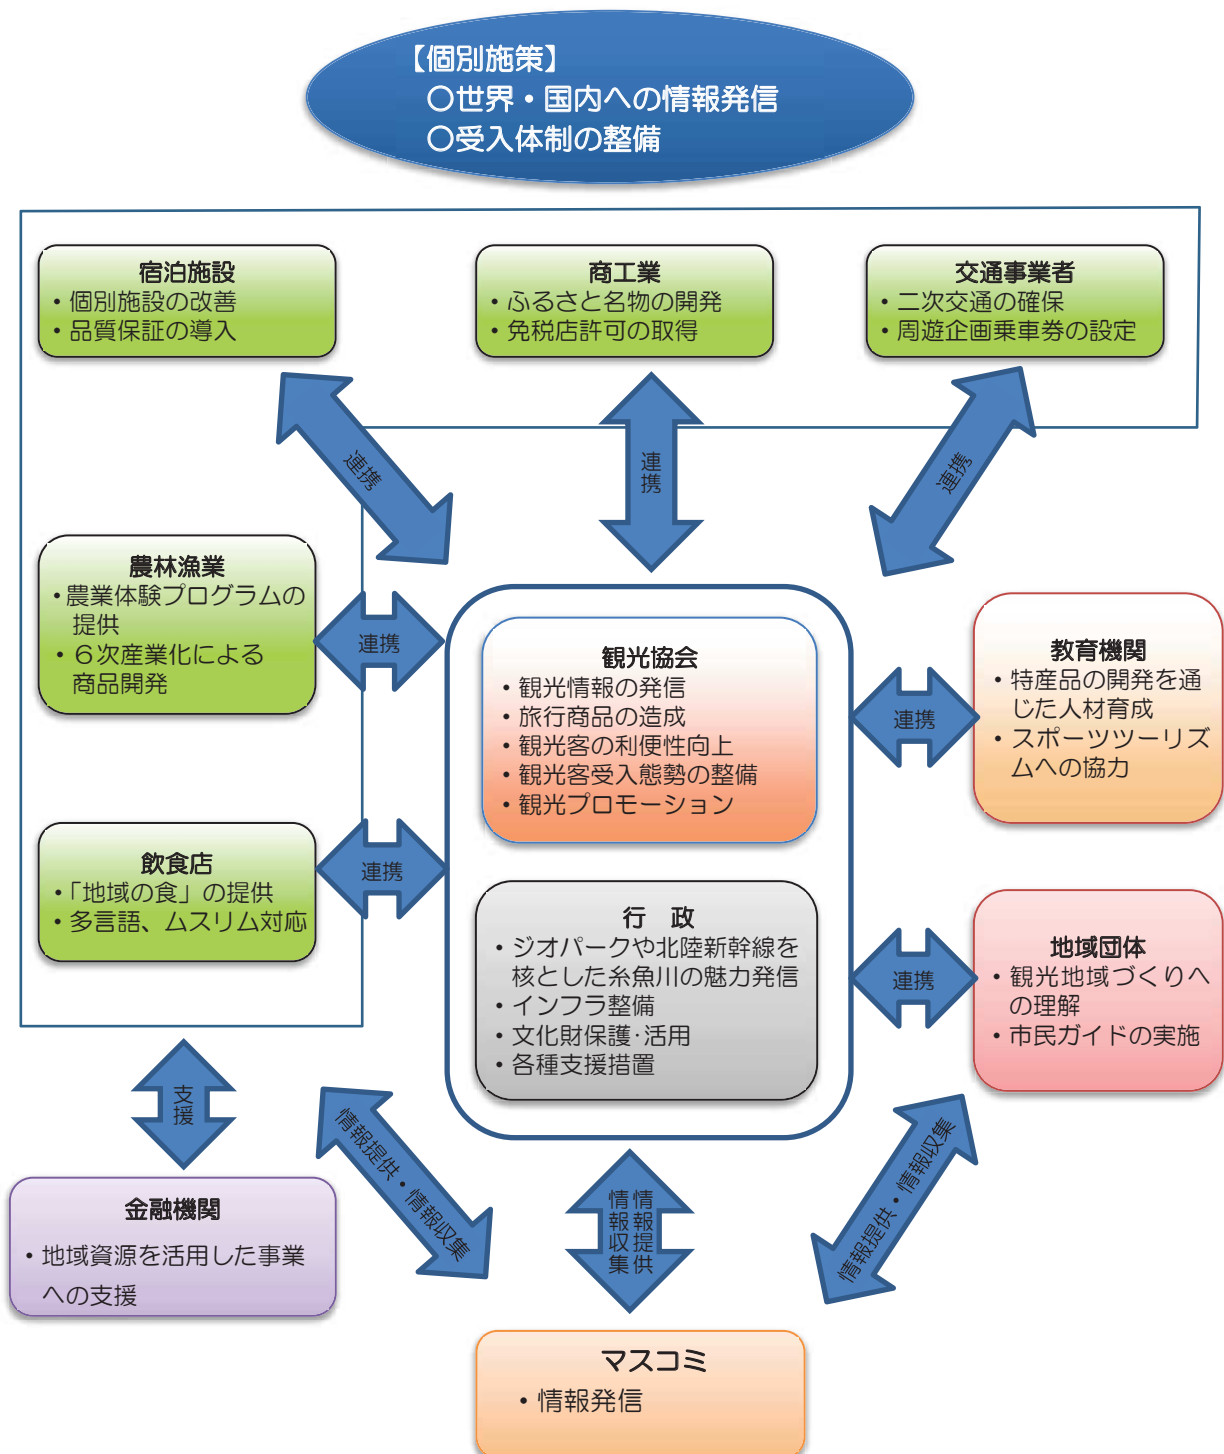 【個別施策】
〇世界・国内への情報発信
〇受入体制の整備
宿泊施設
・個別施設の改善
・品質保証の導入
商工業
・ふるさと名物の開発
・免税店許可の取得
交通事業者
・二次交通の確保
・周遊企画乗車券の設定
連携
連携
連携
農林漁業
・農業体験プログラムの
提供
・６次産業化による
商品開発
連携
観光協会
・観光情報の発信
・旅行商品の造成
・観光客の利便性向上
・観光客受入態勢の整備
・観光プロモーション
連携
教育機関
・特産品の開発を通
じた人材育成
・スポーツツーリズ
ムへの協力
飲食店
・「地域の食」の提供
・多言語、ムスリム対応
連携
行　政
・ジオパークや北陸新幹線を
核とした糸魚川の魅力発信
・インフラ整備
・文化財保護･活用
・各種支援措置
連携
地域団体
・観光地域づくりへ
の理解
・市民ガイドの実施
支援
情報提供・情報収集
情報提供
情報収集
情報提供・情報収集
金融機関
・地域資源を活用した事業
への支援
マスコミ
・情報発信